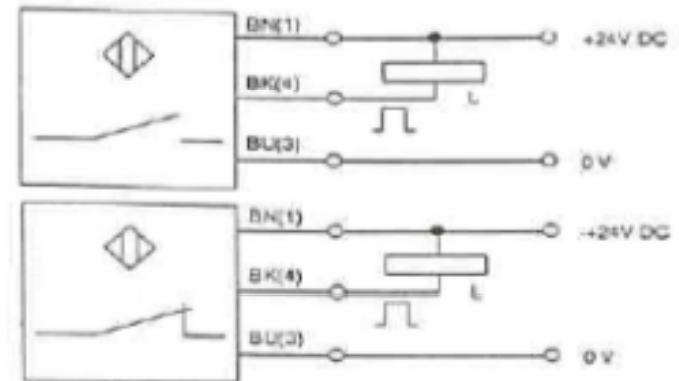 BN(1) +24V DC
BK(4) L
BU(3) 0 V
BN(1) +24V DC
BK(4) L
BU(3) 0 V